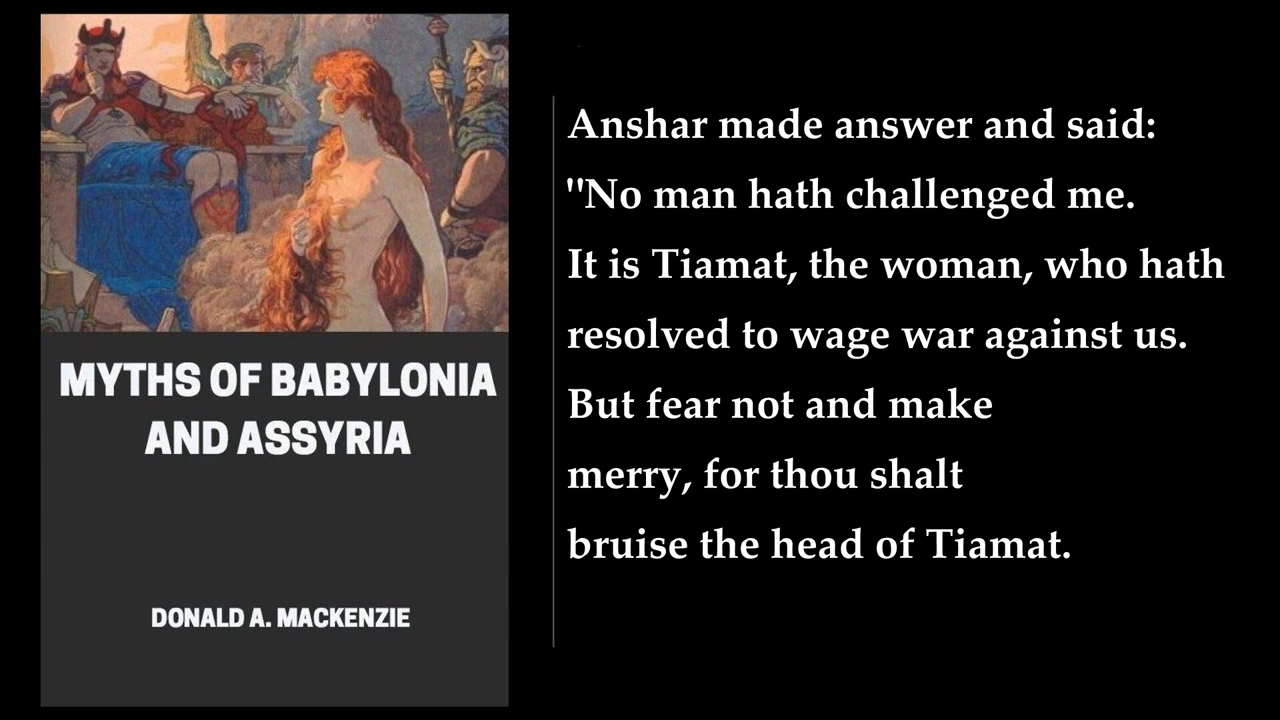 MYTHS OF BABYLONIA
AND ASSYRIA
DONALD A. MACKENZIE
Anshar made answer and said:
"No man hath challenged me.
It is Tiamat, the woman, who hath
resolved to wage war against us.
But fear not and make
merry, for thou shalt
bruise the head of Tiamat.